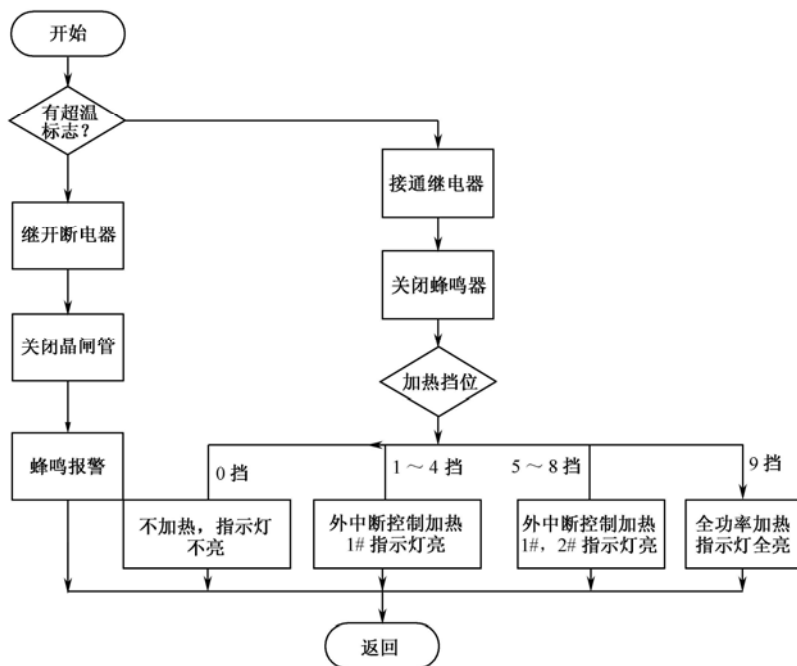 开始
有超温
标志？
接通继电器
继开断电器
关闭蜂鸣器
关闭晶闸管
加热挡位
蜂鸣报警
0 挡
1～4 挡
5～8 挡
9 挡
不加热，指示灯
不亮
外中断控制加热
1# 指示灯亮
外中断控制加热
1#，2# 指示灯亮
全功率加热
指示灯全亮
返回